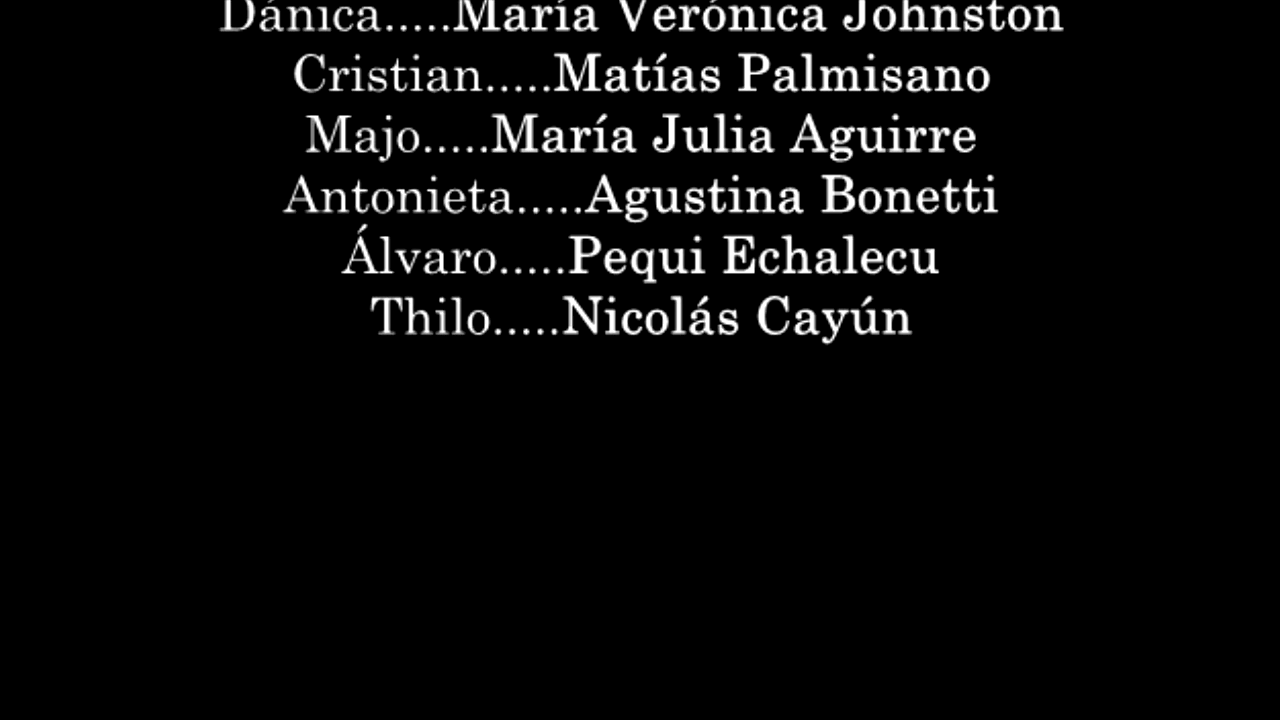 Dánica.....María Verónica Johnston
Cristian.....Matías Palmisano
Majo.....María Julia Aguirre
Antonieta.....Agustina Bonetti
Álvaro.....Pequi Echalecu
Thilo.....Nicolás Cayún